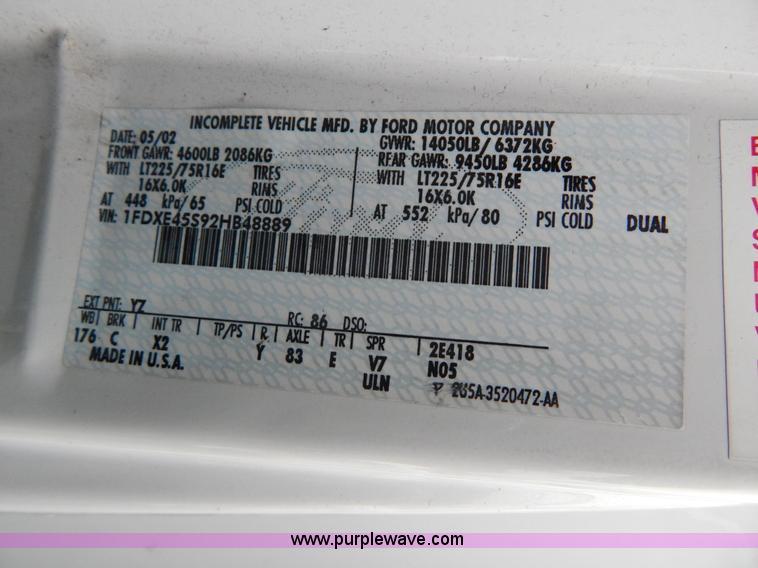 INCOMPLETE VEHICLE MFD. BY FORD MOTOR COMPANY
DATE: 05/02 GVWR: 14050LB/ 6372KG
FRONT GAWR: 4600LB 2086KG REAR GAWR: 9450LB 4286KG
WITH LT225/75R16E TIRES WITH LT225/75R16E TIRES
16X6.0K RIMS 16X6.0K RIMS
AT 448 kPa/65 PSI COLD AT 552 kPa/80 PSI COLD DUAL
VIN: 1FDXE45S92HB48889
EXT PNT: YZ RC: 86 DSO:
WB BRK INT TR TP/PS R AXLE TR SPR 2E418
176 C X2 Y 83 E V7 N05
MADE IN U.S.A. ULN 2U5A-3520472-AA
www.purplewave.com